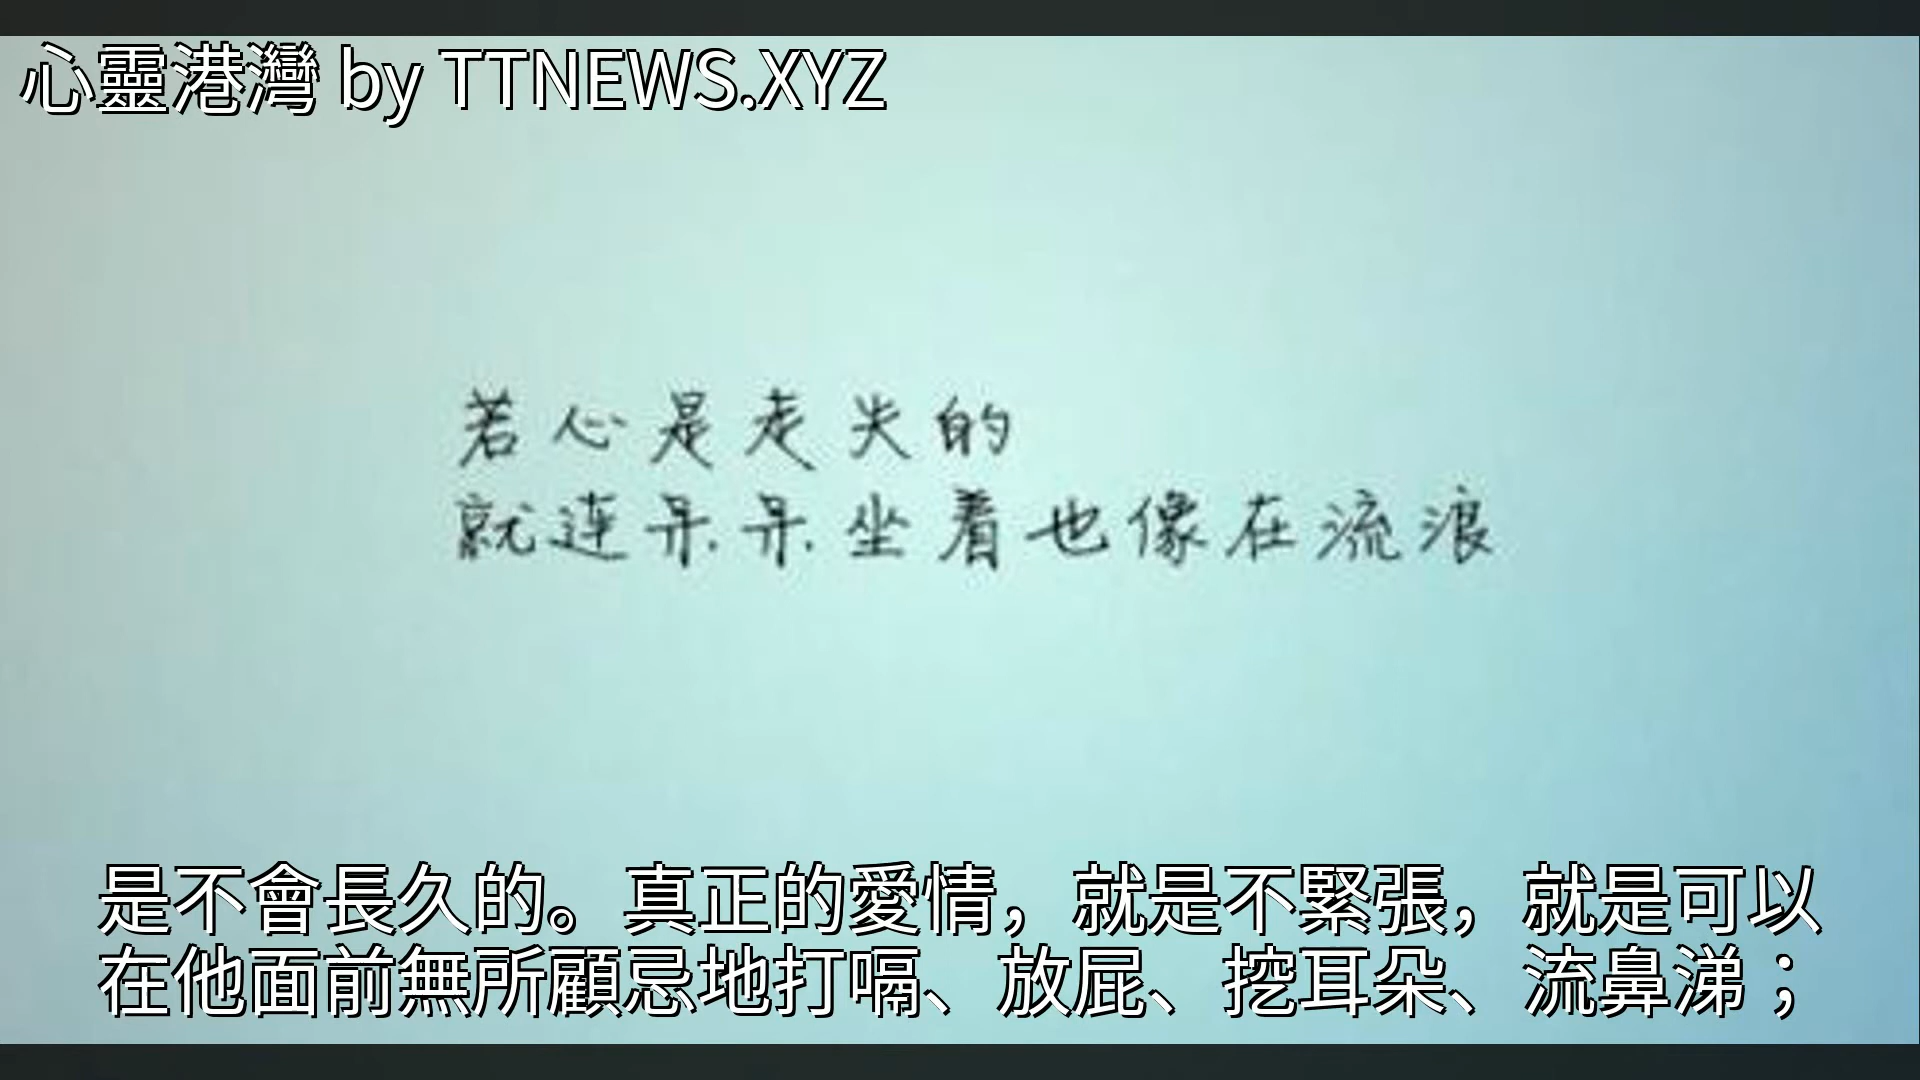 心靈港灣 by TTNEWS.XYZ
若心是走失的
就连呆呆坐着也像在流浪
是不會長久的。真正的愛情，就是不緊張，就是可以
在他面前無所顧忌地打嗝、放屁、挖耳朵、流鼻涕；